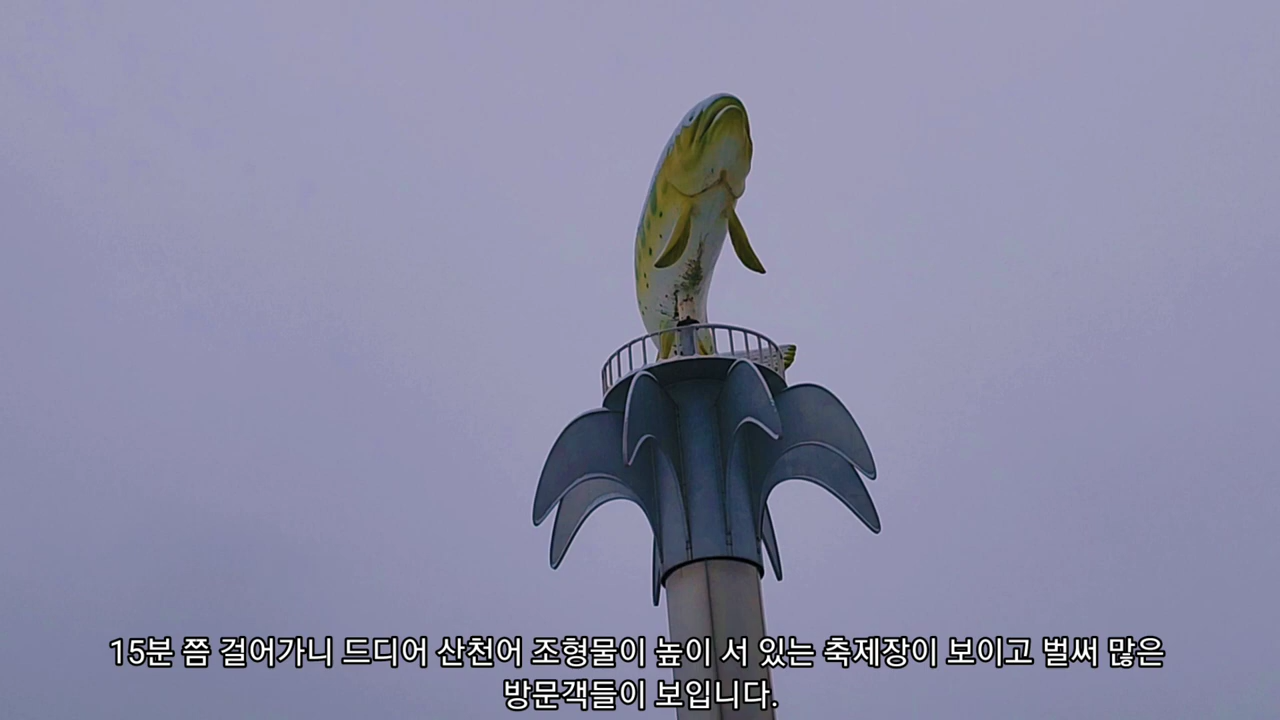 15분 쯤 걸어가니 드디어 산천어 조형물이 높이 서 있는 축제장이 보이고 벌써 많은
방문객들이 보입니다.